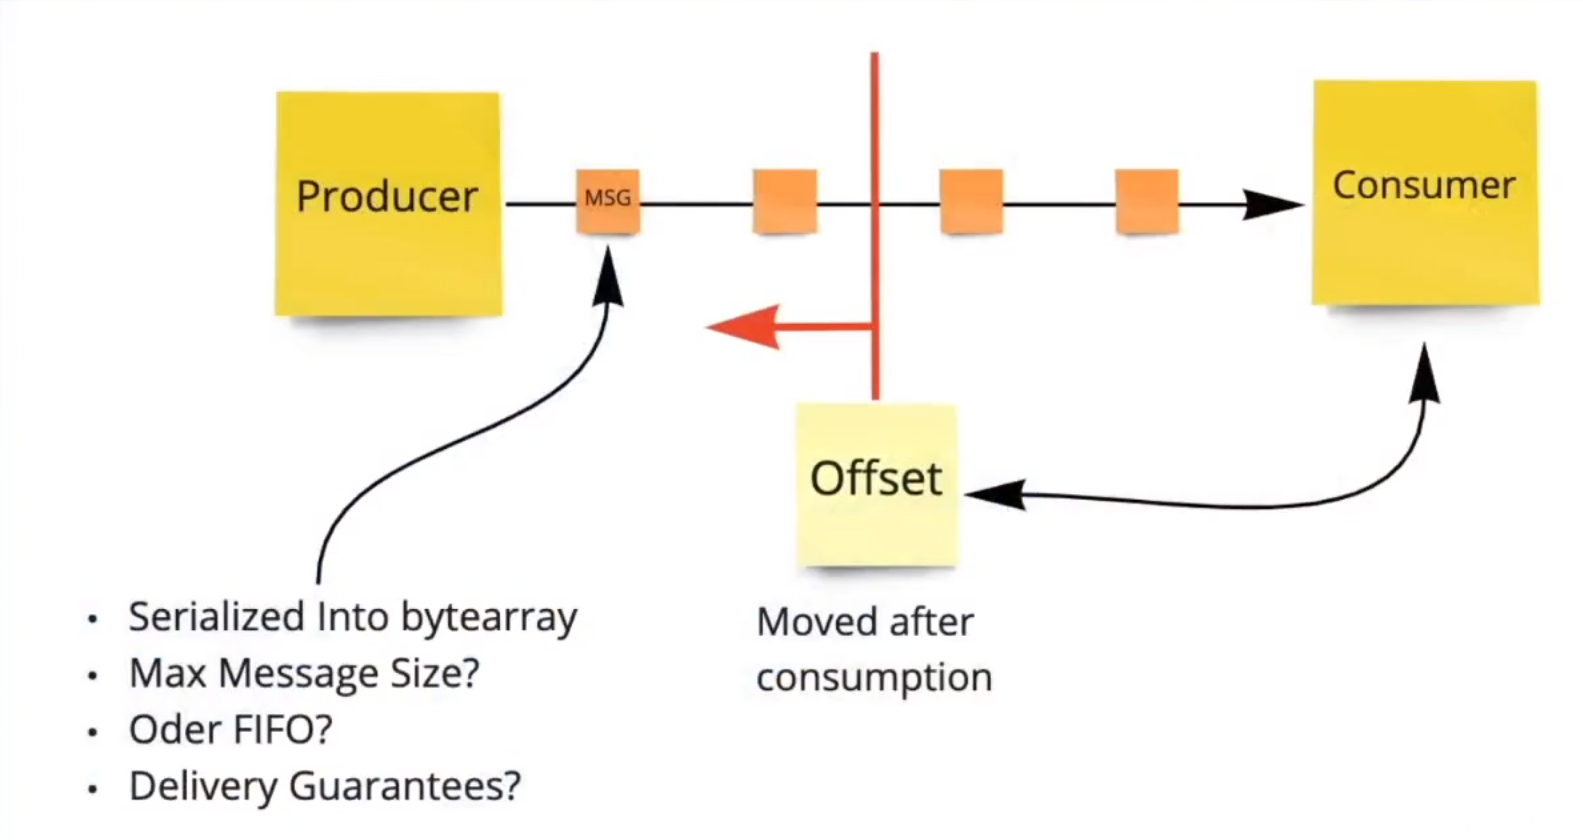 Producer
MSG
Consumer
Offset
Moved after
consumption
• Serialized Into bytearray
• Max Message Size?
• Oder FIFO?
• Delivery Guarantees?